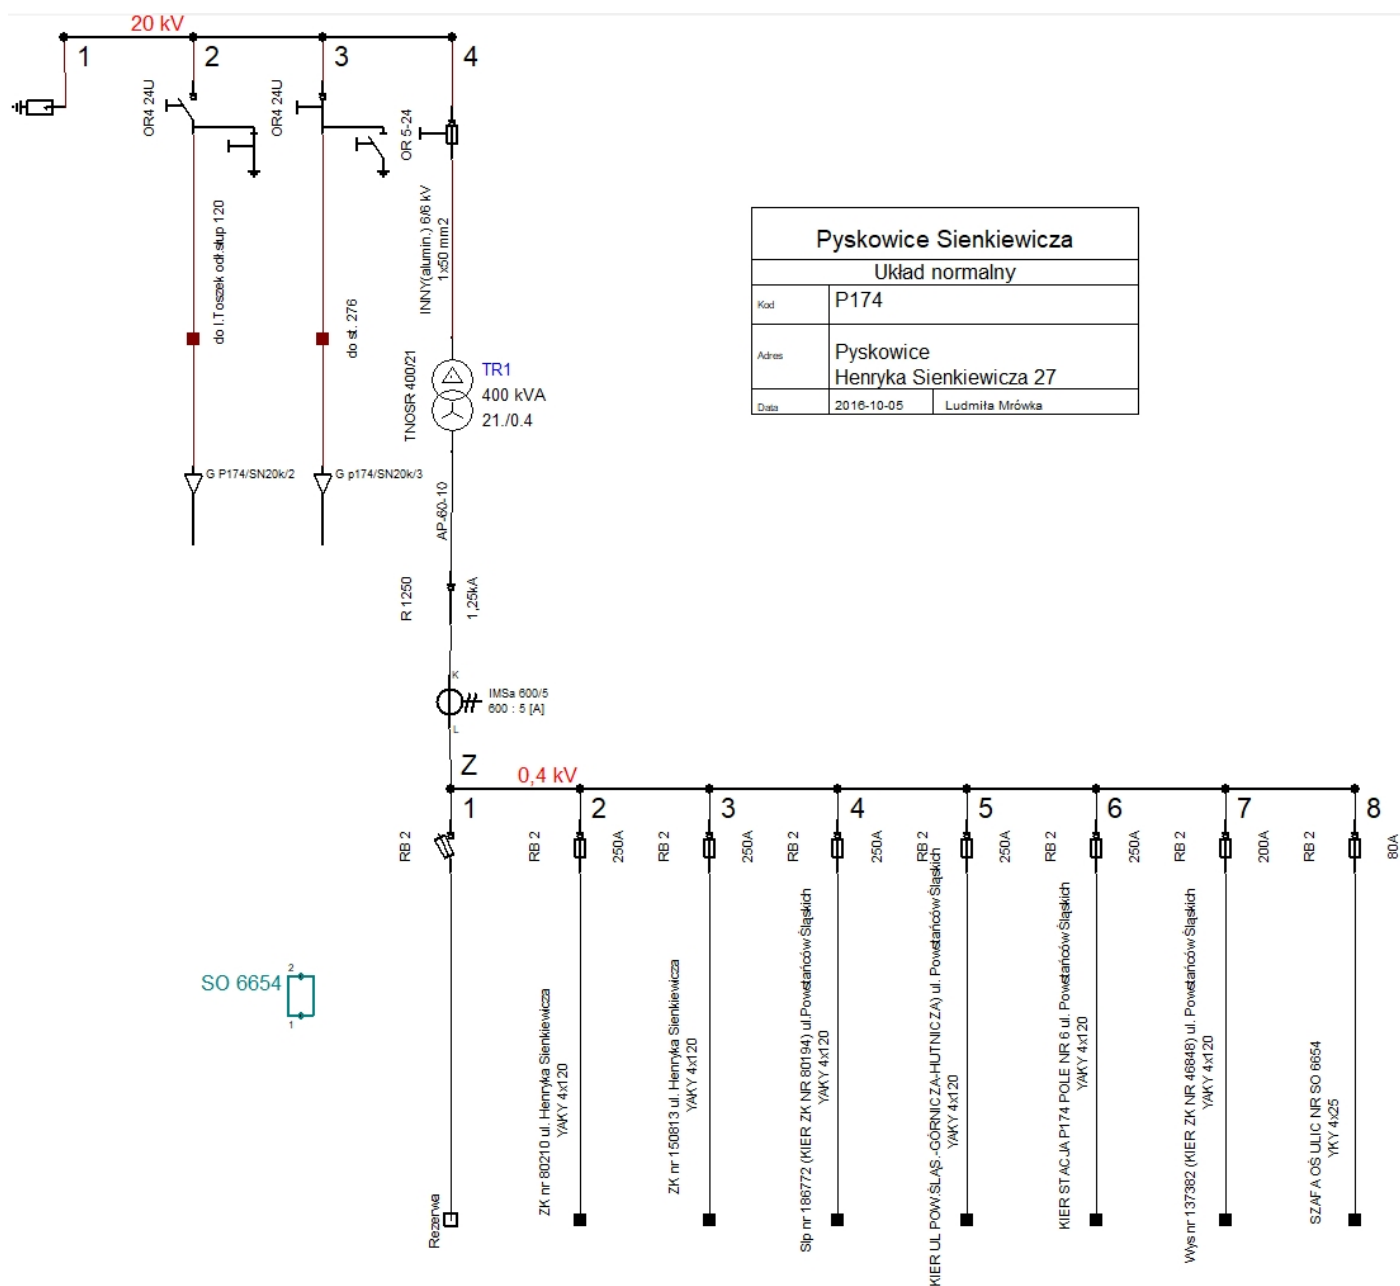 20 kV
1
2
3
4
OR4 24U
OR4 24U
OR 5-24
do l.Toszek odł.słup 120
do st. 276
INNY(alumin.) 6/6 kV
1x50 mm2
Pyskowice Sienkiewicza
Układ normalny
Kod
P174
Adres
Pyskowice
Henryka Sienkiewicza 27
Data
2016-10-05
Ludmiła Mrówka
TNOSR 400/21
TR1
400 kVA
21./0.4
G P174/SN20k/2
G p174/SN20k/3
AP-60-10
R 1250
1,25kA
K
IMSa 600/5
600 : 5 [A]
L
Z
0,4 kV
1
2
3
4
5
6
7
8
RB 2
RB 2
250A
RB 2
250A
RB 2
250A
RB 2
250A
RB 2
250A
RB 2
200A
RB 2
80A
SO 6654
2
1
Rezerwa
ZK nr 80210 ul. Henryka Sienkiewicza
YAKY 4x120
ZK nr 150813 ul. Henryka Sienkiewicza
YAKY 4x120
Słp nr 186772 (KIER ZK NR 80194) ul.Powstańców Śląskich
YAKY 4x120
KIER UL POW.ŚLĄS.-GÓRNICZA-HUTNICZA) ul. Powstańców Śląskich
YAKY 4x120
KIER STACJA P174 POLE NR 6 ul. Powstańców Śląskich
YAKY 4x120
Wys nr 137382 (KIER ZK NR 46848) ul. Powstańców Śląskich
YAKY 4x120
SZAFA OŚ ULIC NR SO 6654
YKY 4x25